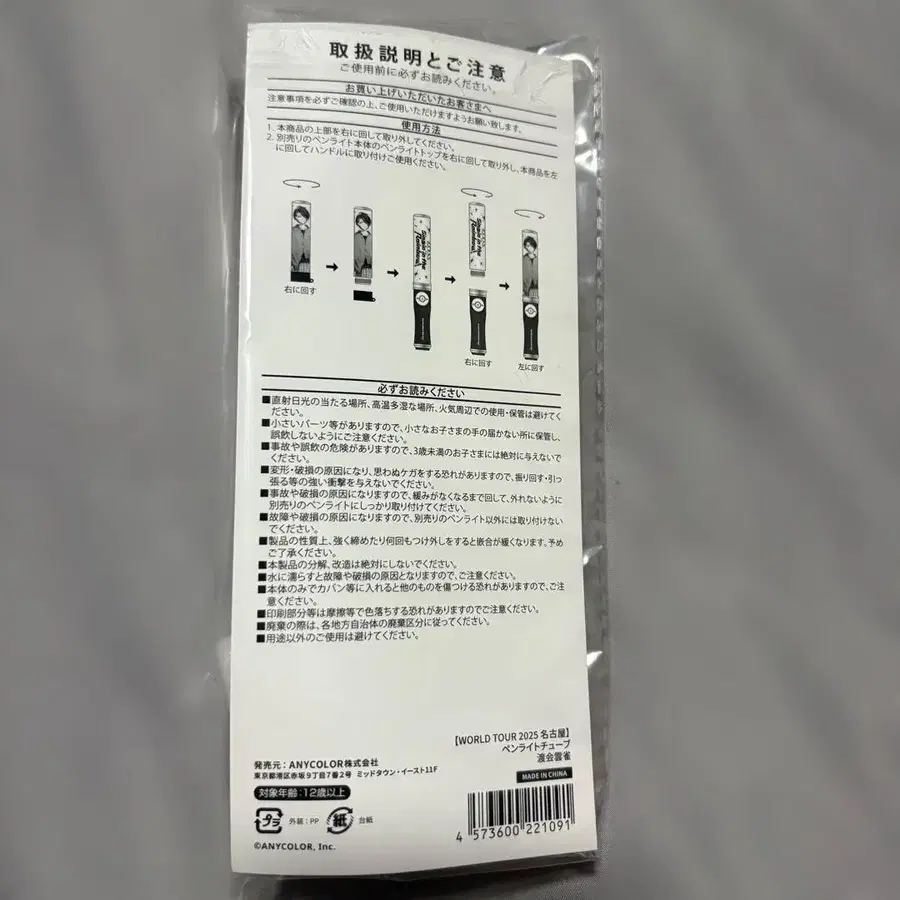 取扱説明とご注意
ご使用前に必ずお読みください。
お買い上げいただいたお客さまへ
注意事項を必ずご確認の上、ご使用いただけますようお願い致します。
使用方法
1. 本商品の上部を右に回して取り外してください。
2. 別売りのペンライト本体のペンライトトップを右に回して取り外し、本商品を左
に回してハンドルに取り付けご使用ください。
右に回す
Singin' in the
Rainbow!
右に回す
左に回す
必ずお読みください
■直射日光の当たる場所、高温多湿な場所、火気周辺での使用・保管は避けてく
ださい。
■小さいパーツ等がありますので、小さなお子さまの手の届かない所に保管し、
誤飲しないようにご注意ください。
■事故や誤飲の危険がありますので、3歳未満のお子さまには絶対に与えないで
ください。
■変形・破損の原因になり、思わぬケガをする恐れがありますので、振り回す・引っ
張る等の強い衝撃を与えないでください。
■事故や破損の原因になりますので、緩みがなくなるまで回して、外れないように
別売りのペンライトにしっかり取り付けてください。
■故障や破損の原因になりますので、別売りのペンライト以外には取り付けない
でください。
■製品の性質上、強く締めたり何回もつけ外しをすると嵌合が緩くなります。予め
ご了承ください。
■本製品の分解、改造は絶対にしないでください。
■水に濡らすと故障や破損の原因となりますので、ご注意ください。
■本体のみでカバン等に入れると他のものを傷つける恐れがありますので、ご注
意ください。
■印刷部分等は摩擦等で色落ちする恐れがありますのでご注意ください。
■廃棄の際は、各地方自治体の廃棄区分に従ってください。
■用途以外のご使用は避けてください。
【WORLD TOUR 2025 名古屋】
ペンライトチューブ
渡会雲雀
MADE IN CHINA
発売元：ANYCOLOR株式会社
東京都港区赤坂9丁目7番2号 ミッドタウン・イースト11F
対象年齢：12歳以上
プラ 外装：PP 紙 台紙
©ANYCOLOR, Inc.
4 573600 221091